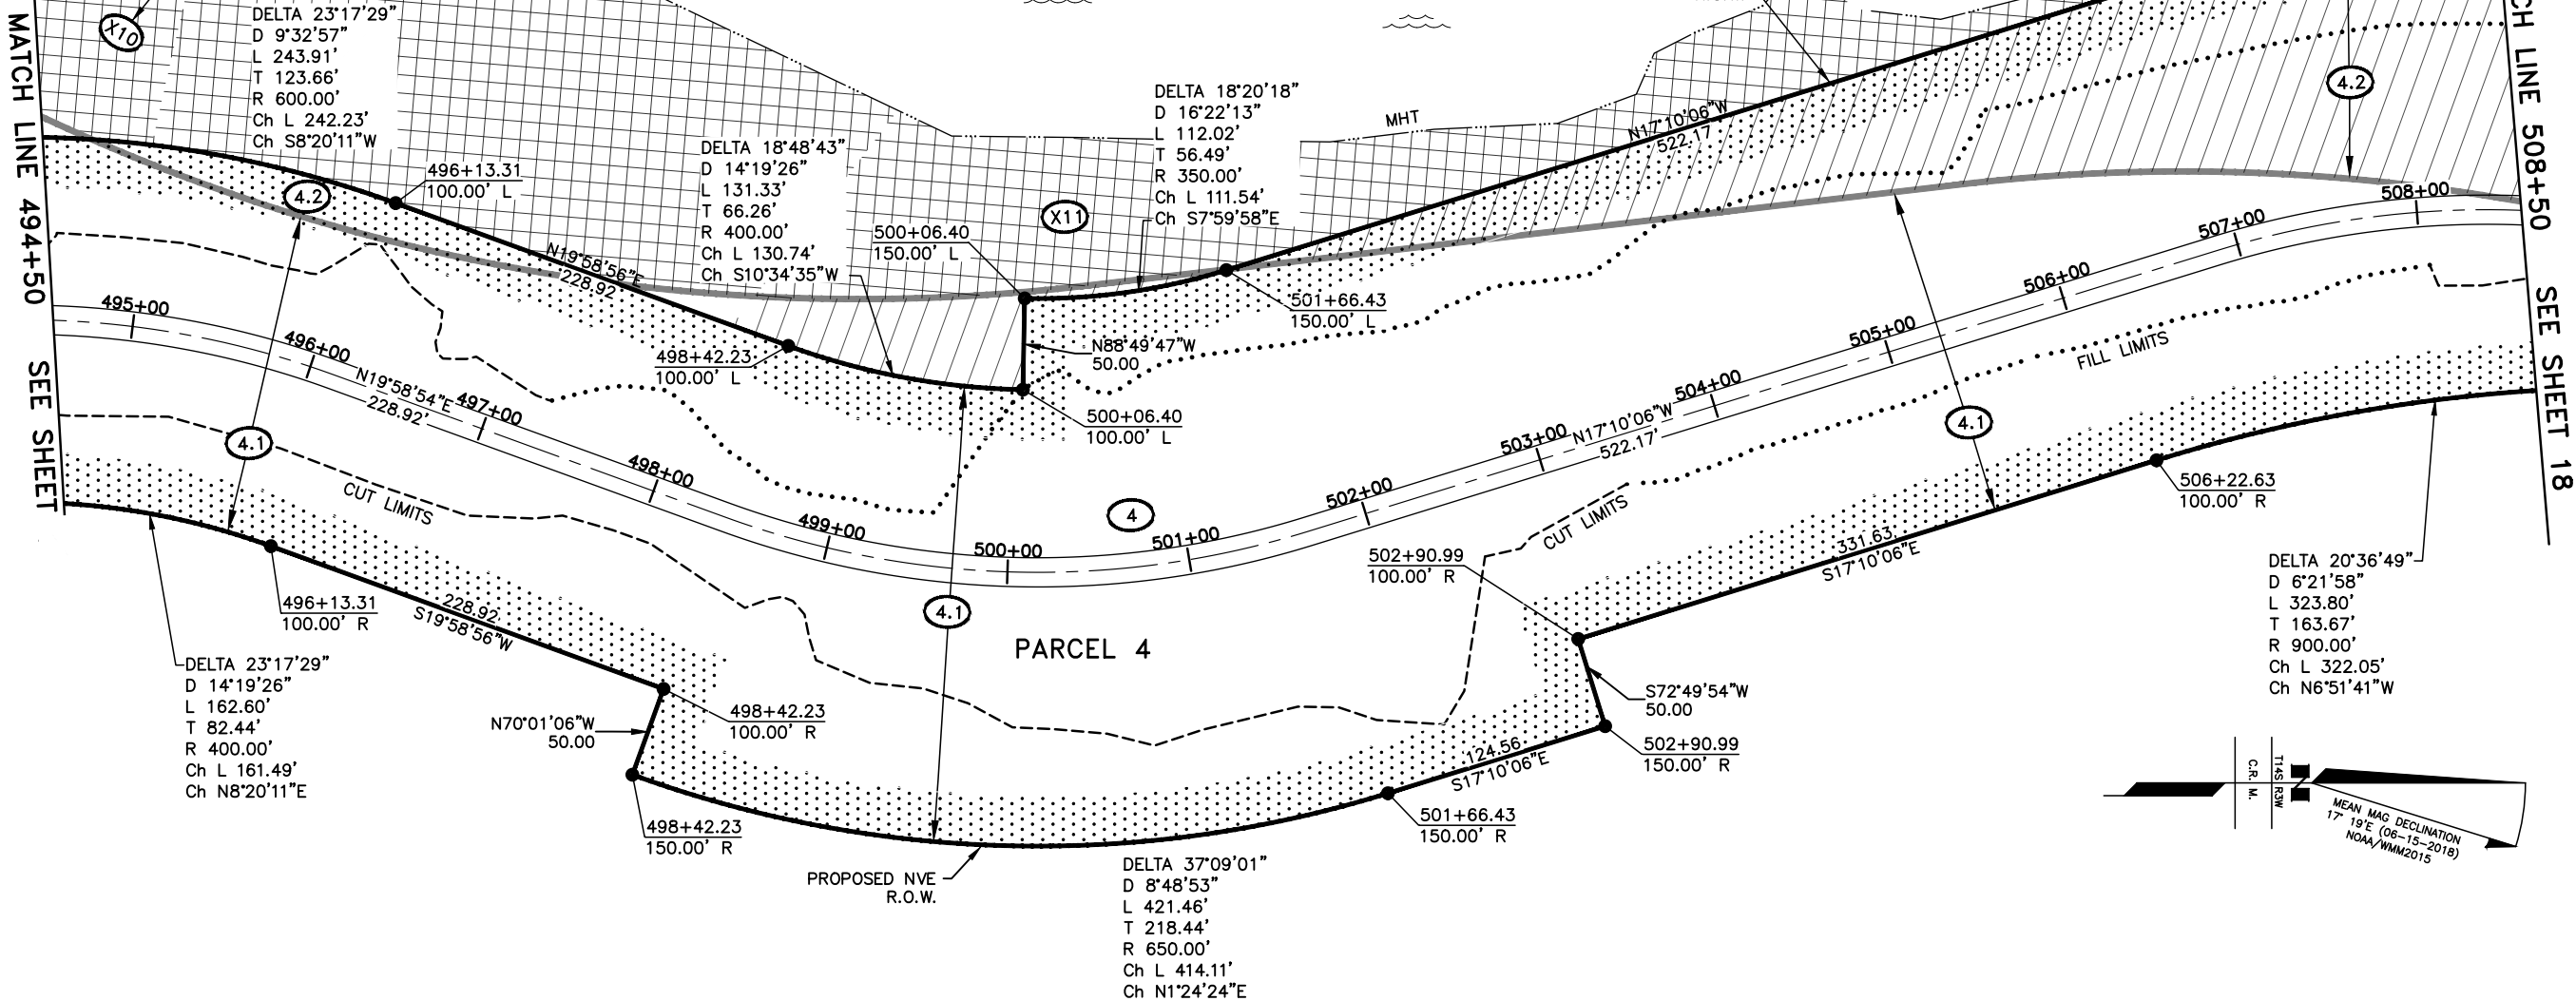 MATCH LINE 494+50 SEE SHEET
X10
DELTA 23°17'29"
D 9°32'57"
L 243.91'
T 123.66'
R 600.00'
Ch L 242.23'
Ch S8°20'11"W
4.2
496+13.31
100.00' L
N19°58'56"E
228.92
DELTA 18°48'43"
D 14°19'26"
L 131.33'
T 66.26'
R 400.00'
Ch L 130.74'
Ch S10°34'35"W
500+06.40
150.00' L
X11
DELTA 18°20'18"
D 16°22'13"
L 112.02'
T 56.49'
R 350.00'
Ch L 111.54'
Ch S7°59'58"E
MHT
N17°10'06"W
522.17
4.2
CH LINE 508+50 SEE SHEET 18
501+66.43
150.00' L
N88°49'47"W
50.00
498+42.23
100.00' L
500+06.40
100.00' L
495+00
496+00
N19°58'54"E
228.92'
497+00
498+00
499+00
500+00
501+00
502+00
503+00
N17°10'06"W
522.17'
504+00
505+00
506+00
507+00
508+00
FILL LIMITS
4.1
CUT LIMITS
4
4.1
CUT LIMITS
4.1
PARCEL 4
496+13.31
100.00' R
228.92
S19°58'56"W
DELTA 23°17'29"
D 14°19'26"
L 162.60'
T 82.44'
R 400.00'
Ch L 161.49'
Ch N8°20'11"E
N70°01'06"W
50.00
498+42.23
100.00' R
498+42.23
150.00' R
PROPOSED NVE
R.O.W.
DELTA 37°09'01"
D 8°48'53"
L 421.46'
T 218.44'
R 650.00'
Ch L 414.11'
Ch N1°24'24"E
124.56
S17°10'06"E
501+66.43
150.00' R
502+90.99
100.00' R
S72°49'54"W
50.00
502+90.99
150.00' R
331.63
S17°10'06"E
506+22.63
100.00' R
DELTA 20°36'49"
D 6°21'58"
L 323.80'
T 163.67'
R 900.00'
Ch L 322.05'
Ch N6°51'41"W
C.R. M.
T14S R3W
MEAN MAG DECLINATION
17° 19'E (06-15-2018)
NOAA/WMM2015